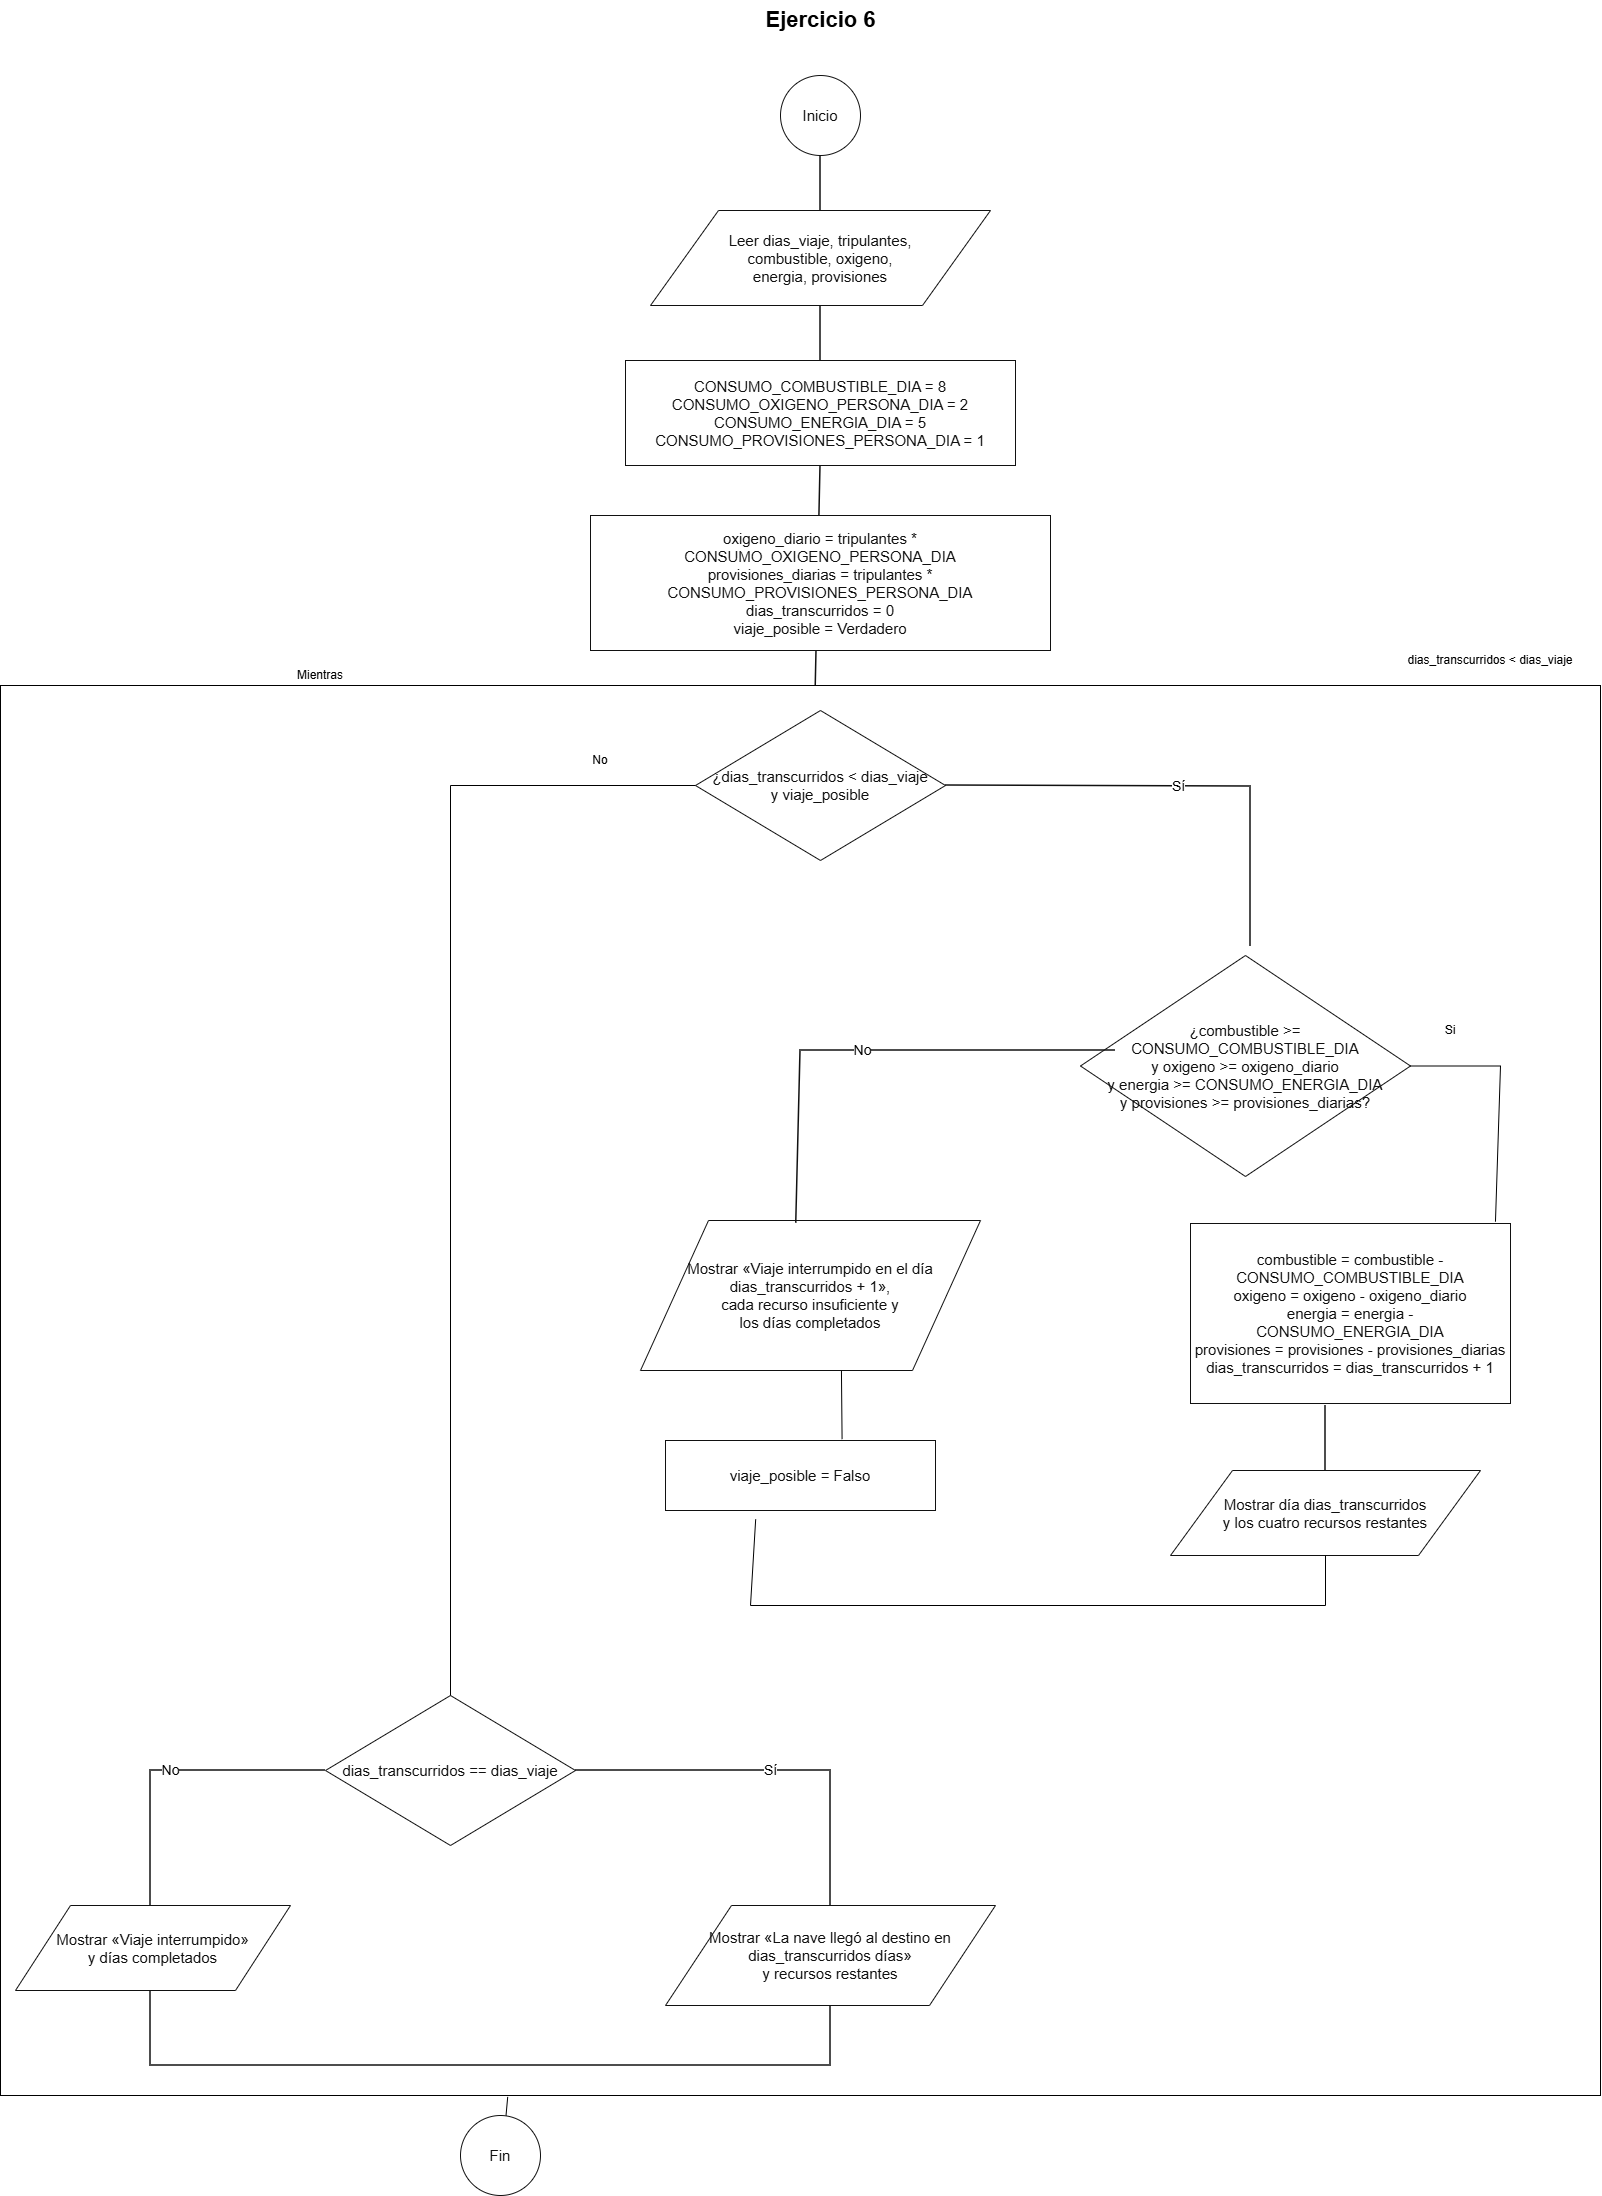 Ejercicio 6
Inicio
Leer dias_viaje, tripulantes,
combustible, oxigeno,
energia, provisiones
CONSUMO_COMBUSTIBLE_DIA = 8
CONSUMO_OXIGENO_PERSONA_DIA = 2
CONSUMO_ENERGIA_DIA = 5
CONSUMO_PROVISIONES_PERSONA_DIA = 1
oxigeno_diario = tripulantes *
CONSUMO_OXIGENO_PERSONA_DIA
provisiones_diarias = tripulantes *
CONSUMO_PROVISIONES_PERSONA_DIA
dias_transcurridos = 0
viaje_posible = Verdadero
Mientras
dias_transcurridos < dias_viaje
¿dias_transcurridos < dias_viaje
y viaje_posible
No
Sí
¿combustible >=
CONSUMO_COMBUSTIBLE_DIA
y oxigeno >= oxigeno_diario
y energia >= CONSUMO_ENERGIA_DIA
y provisiones >= provisiones_diarias?
No
Si
Mostrar «Viaje interrumpido en el día
dias_transcurridos + 1»,
cada recurso insuficiente y
los días completados
combustible = combustible -
CONSUMO_COMBUSTIBLE_DIA
oxigeno = oxigeno - oxigeno_diario
energia = energia -
CONSUMO_ENERGIA_DIA
provisiones = provisiones - provisiones_diarias
dias_transcurridos = dias_transcurridos + 1
viaje_posible = Falso
Mostrar día dias_transcurridos
y los cuatro recursos restantes
dias_transcurridos == dias_viaje
No
Sí
Mostrar «Viaje interrumpido»
y días completados
Mostrar «La nave llegó al destino en
dias_transcurridos días»
y recursos restantes
Fin